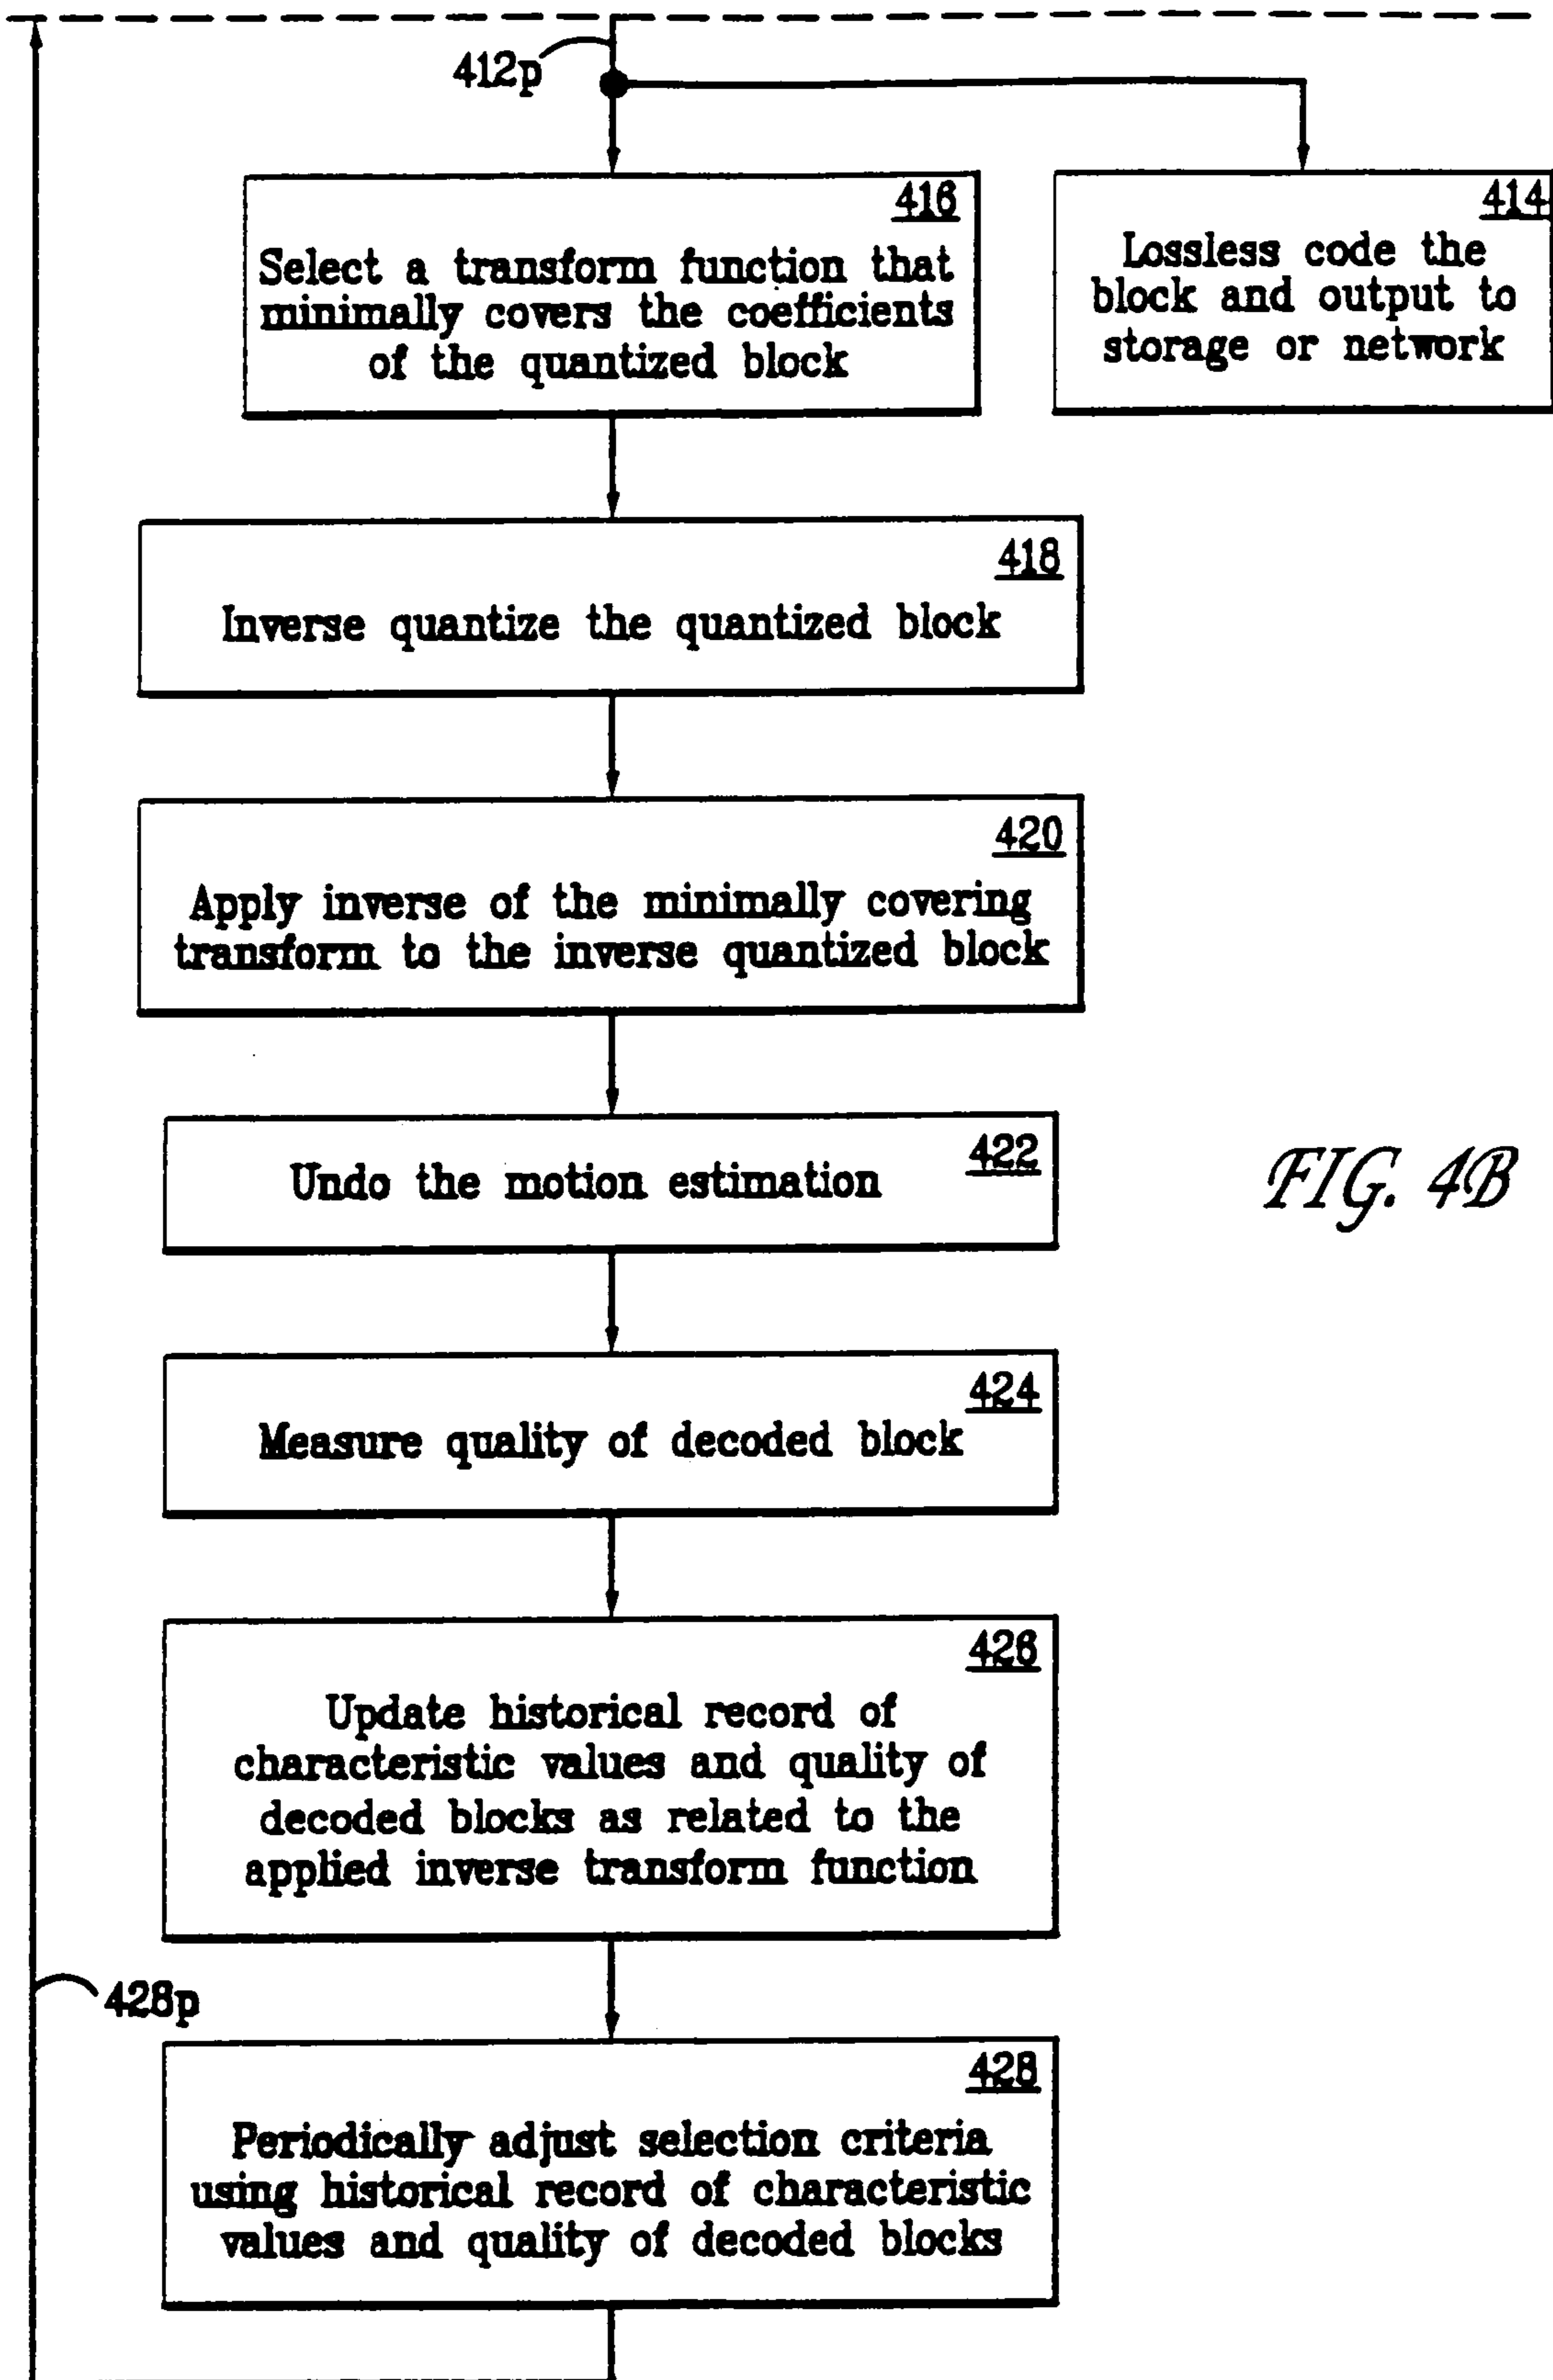 412p
416
Select a transform function that
minimally covers the coefficients
of the quantized block
414
Lossless code the
block and output to
storage or network
418
Inverse quantize the quantized block
420
Apply inverse of the minimally covering
transform to the inverse quantized block
422
Undo the motion estimation
FIG. 4B
424
Measure quality of decoded block
426
Update historical record of
characteristic values and quality of
decoded blocks as related to the
applied inverse transform function
428p
428
Periodically adjust selection criteria
using historical record of characteristic
values and quality of decoded blocks